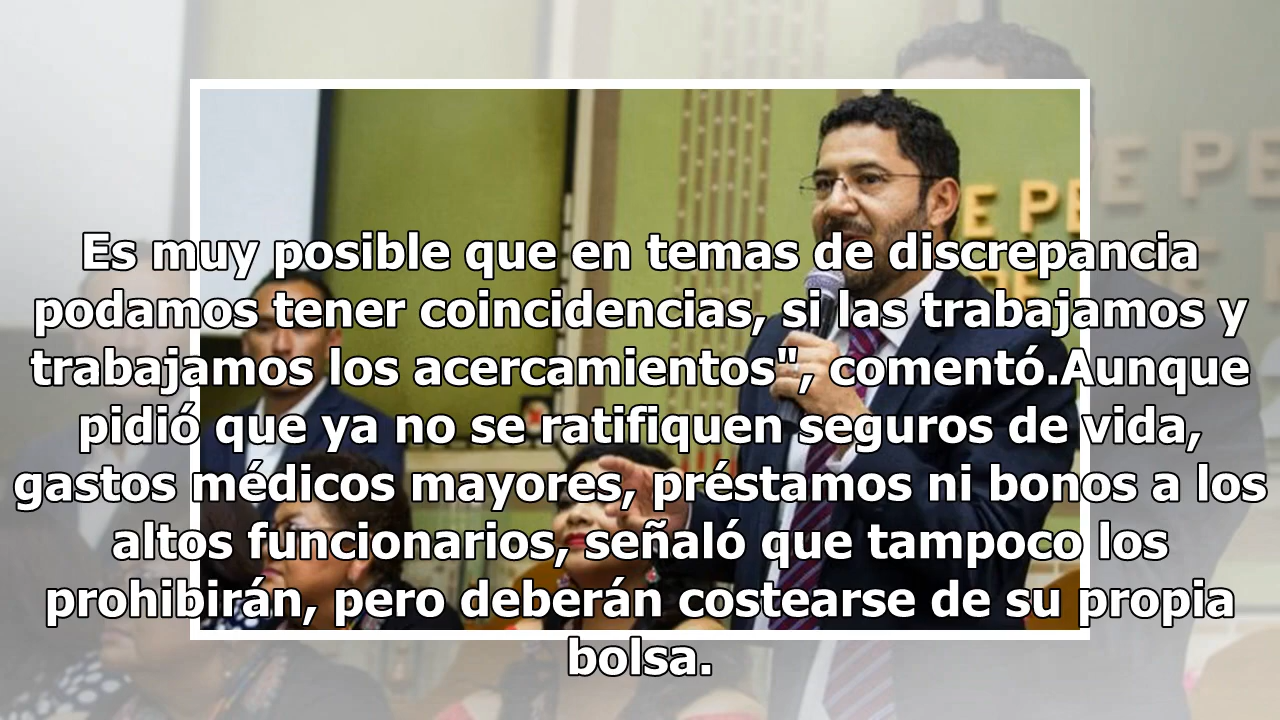 Es muy posible que en temas de discrepancia
podamos tener coincidencias, si las trabajamos y
trabajamos los acercamientos", comentó.Aunque
pidió que ya no se ratifiquen seguros de vida,
gastos médicos mayores, préstamos ni bonos a los
altos funcionarios, señaló que tampoco los
prohibirán, pero deberán costearse de su propia
bolsa.